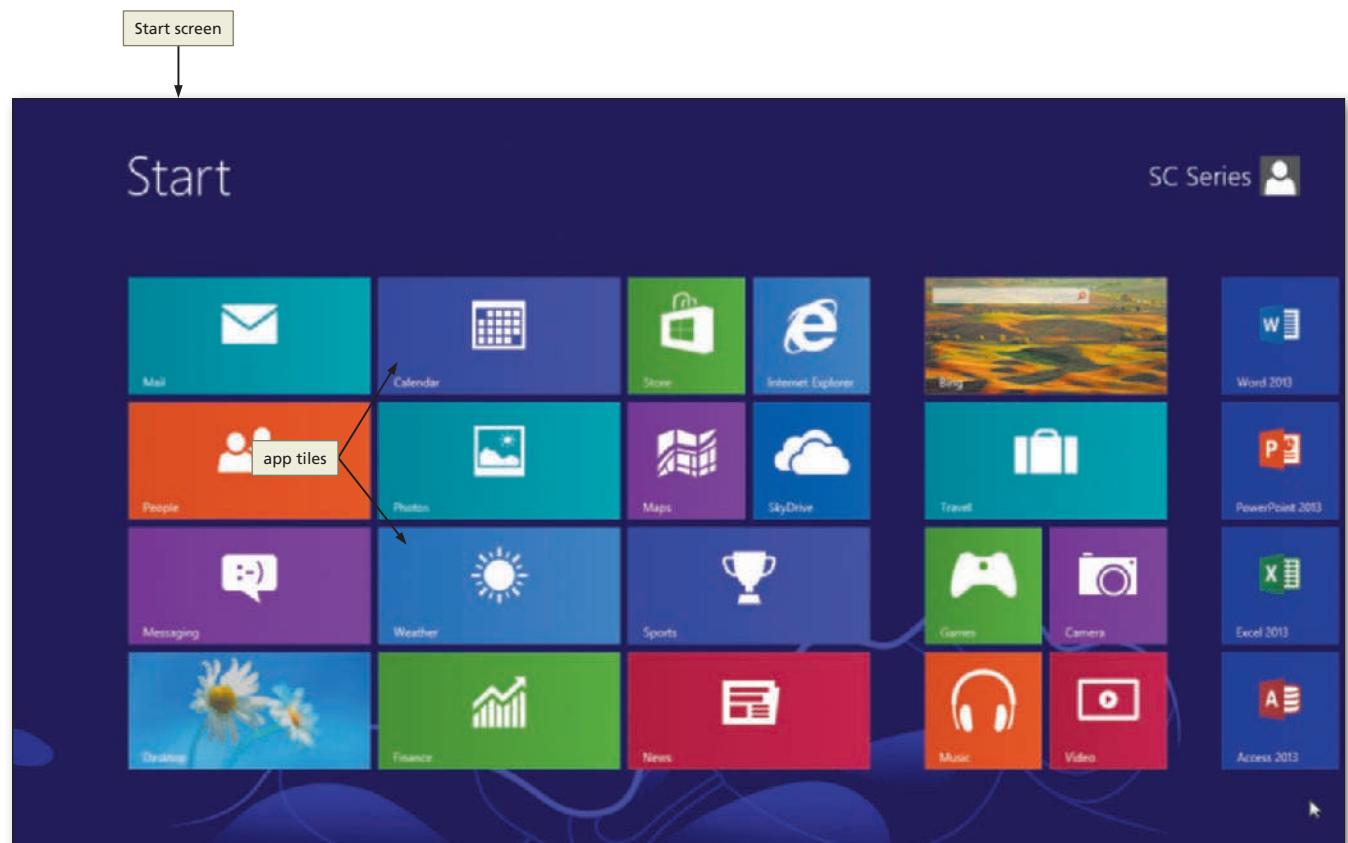 Start screen
Start
SC Series
Mail
Calendar
Store
Internet Explorer
Bing
Word 2013
app tiles
People
Photos
Maps
SkyDrive
Travel
PowerPoint 2013
Messaging
Weather
Sports
Games
Camera
Excel 2013
Desktop
Finance
News
Music
Video
Access 2013